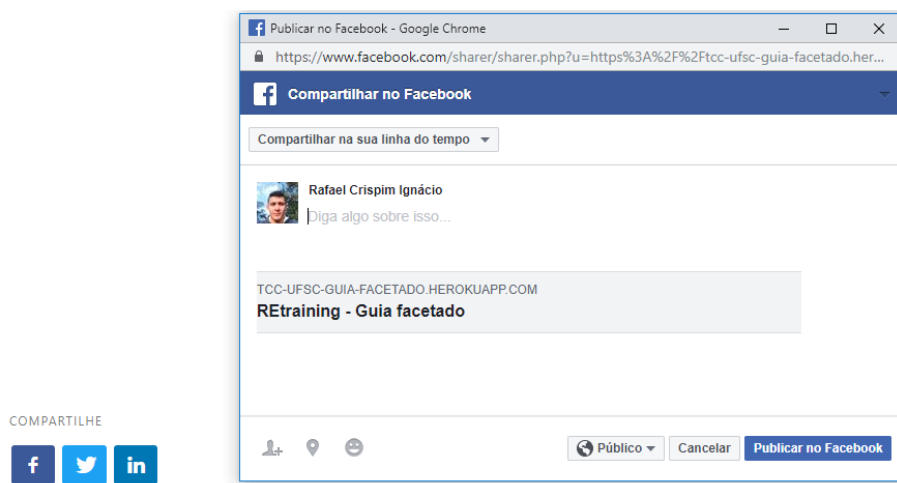 Publicar no Facebook - Google Chrome
https://www.facebook.com/sharer/sharer.php?u=https%3A%2F%2Ftcc-ufsc-guia-facetado.her...
f Compartilhar no Facebook
Compartilhar na sua linha do tempo
Rafael Crispim Ignácio
Diga algo sobre isso...
TCC-UFSC-GUIA-FACETADO.HEROKUAPP.COM
REtraining - Guia facetado
Público Cancelar Publicar no Facebook
COMPARTILHE
f in